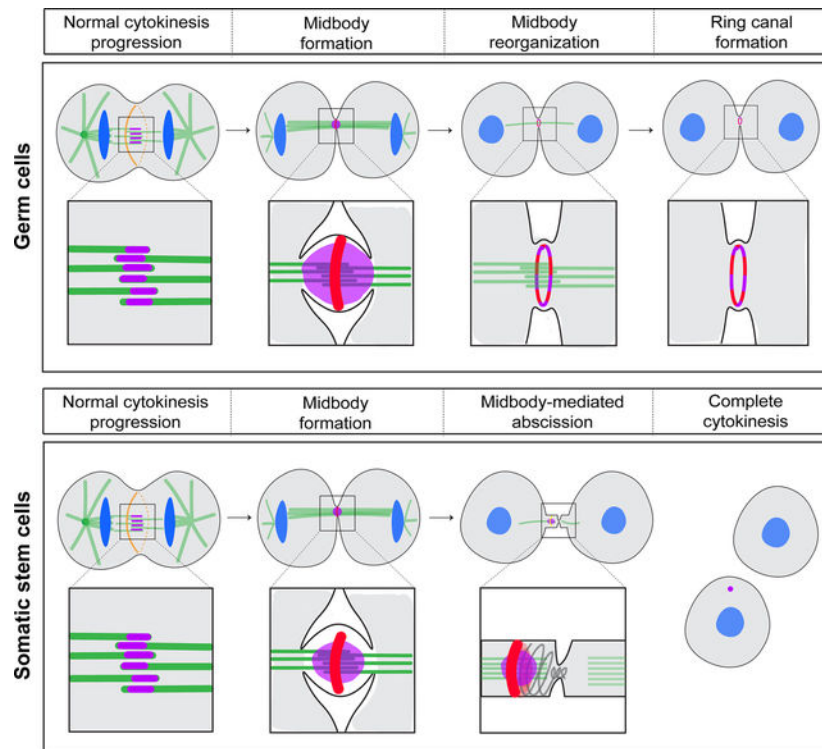 Normal cytokinesis
progression
Midbody
formation
Midbody
reorganization
Ring canal
formation
Germ cells
Normal cytokinesis
progression
Midbody
formation
Midbody-mediated
abscission
Complete
cytokinesis
Somatic stem cells